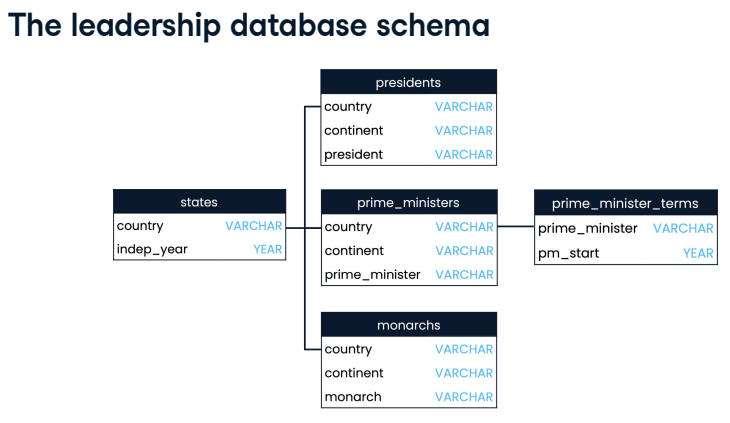 The leadership database schema
presidents
country VARCHAR
continent VARCHAR
president VARCHAR
states
country VARCHAR
indep_year YEAR
prime_ministers
country VARCHAR
continent VARCHAR
prime_minister VARCHAR
prime_minister_terms
prime_minister VARCHAR
pm_start YEAR
monarchs
country VARCHAR
continent VARCHAR
monarch VARCHAR